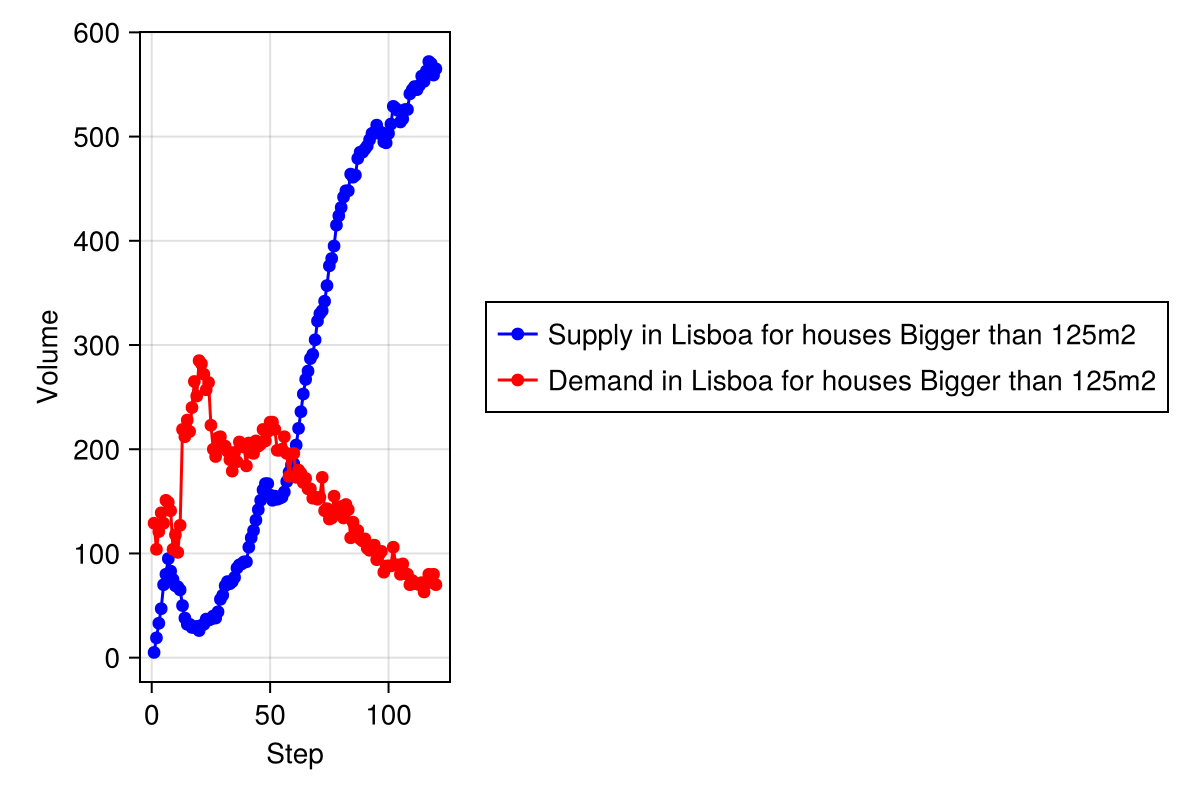 600
500
400
300
200
100
0
Volume
0 50 100
Step
Supply in Lisboa for houses Bigger than 125m2
Demand in Lisboa for houses Bigger than 125m2